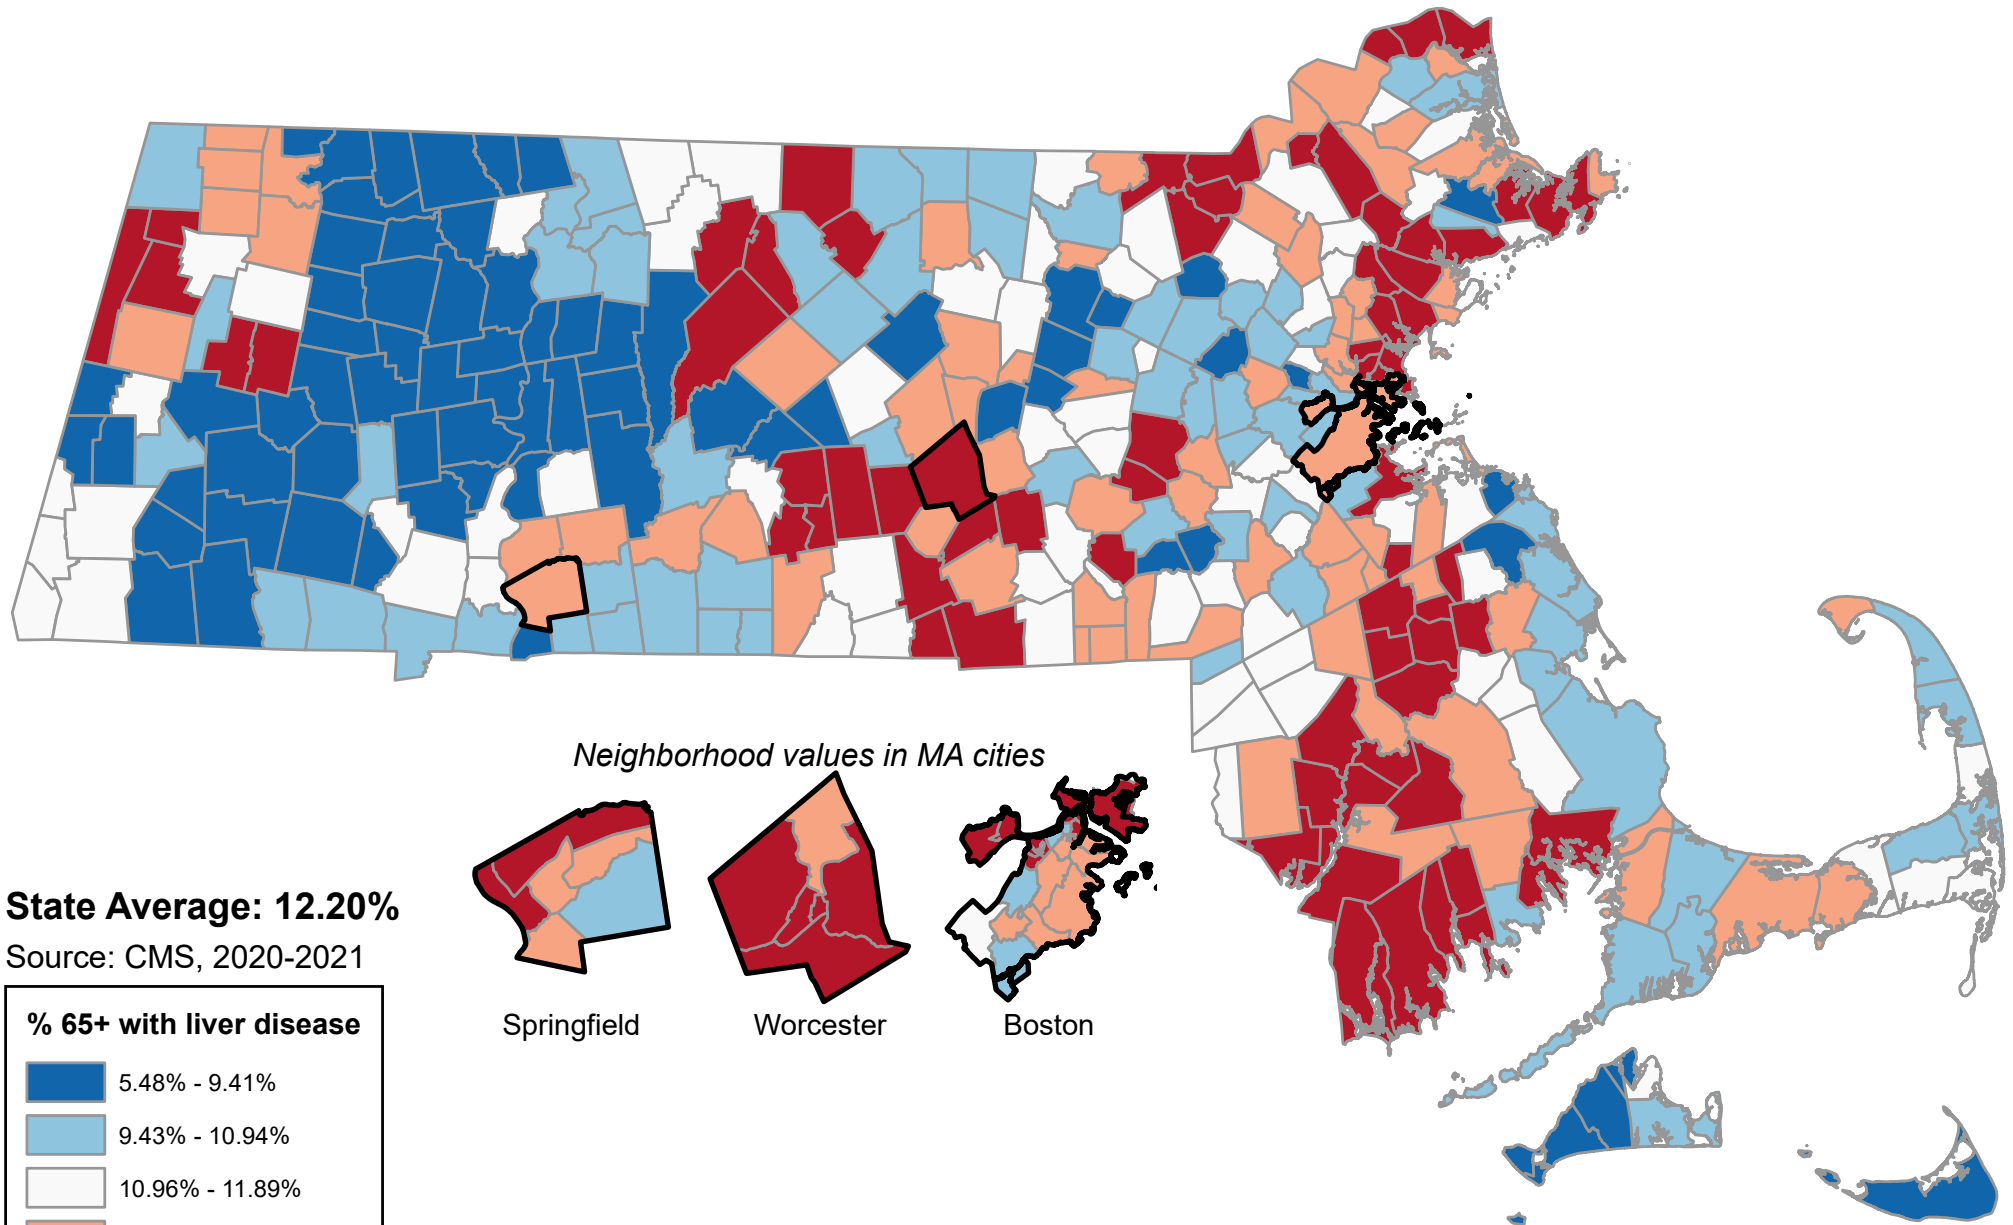 Neighborhood values in MA cities
Springfield
Worcester
Boston
State Average: 12.20%
Source: CMS, 2020-2021
% 65+ with liver disease
5.48% - 9.41%
9.43% - 10.94%
10.96% - 11.89%